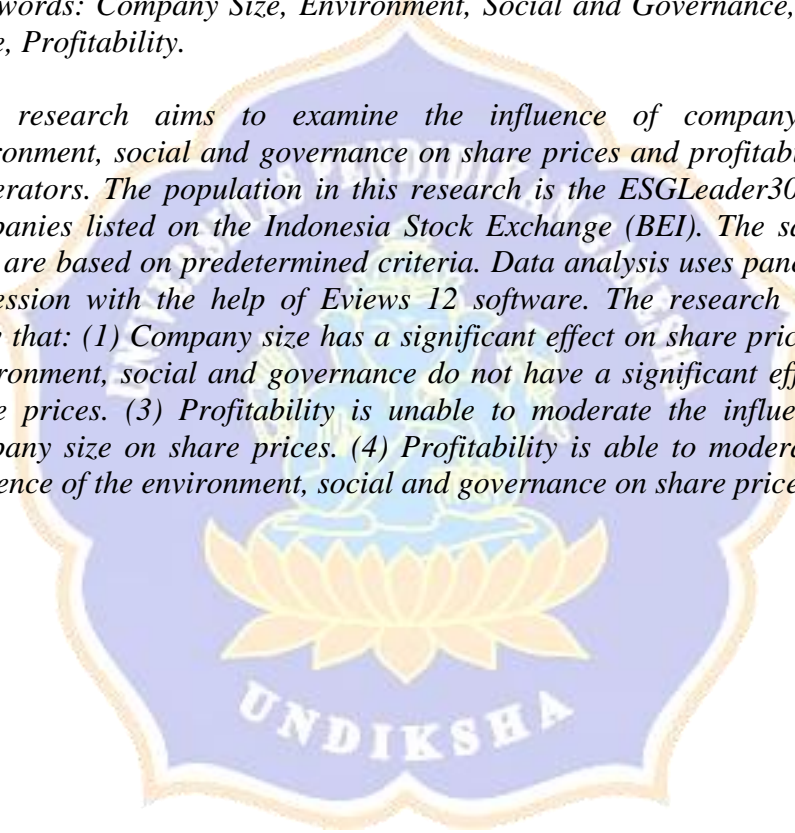 words: Company Size, Environment, Social and Governance,
e, Profitability.
research aims to examine the influence of company
ronment, social and governance on share prices and profitabi
erators. The population in this research is the ESGLeader30
panies listed on the Indonesia Stock Exchange (BEI). The sa
are based on predetermined criteria. Data analysis uses pane
ession with the help of Eviews 12 software. The research
that: (1) Company size has a significant effect on share pric
ronment, social and governance do not have a significant eff
e prices. (3) Profitability is unable to moderate the influe
pany size on share prices. (4) Profitability is able to modera
ence of the environment, social and governance on share price
UNIVERSITAS PENDIDIKAN GANESHA
UNDIKSHA